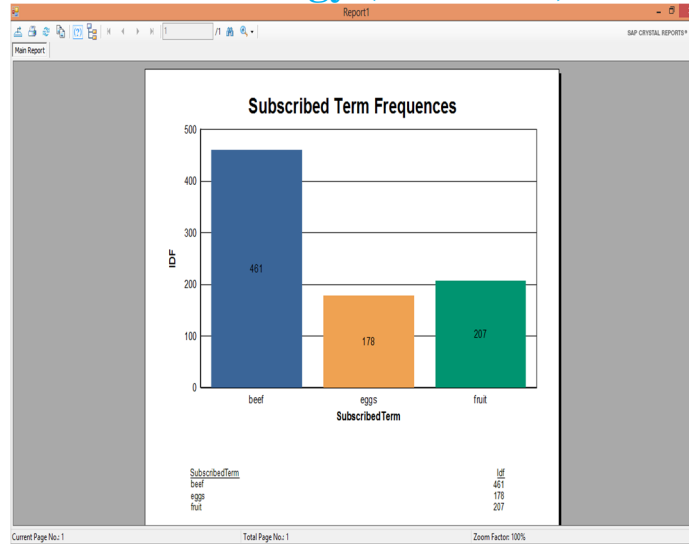 Report1
1 /1 SAP CRYSTAL REPORTS®
Main Report
Subscribed Term Frequences
500
400
300
200
100
0
IDF
461
178
207
beef eggs fruit
SubscribedTerm
SubscribedTerm Idf
beef 461
eggs 178
fruit 207
Current Page No.: 1 Total Page No.: 1 Zoom Factor: 100%